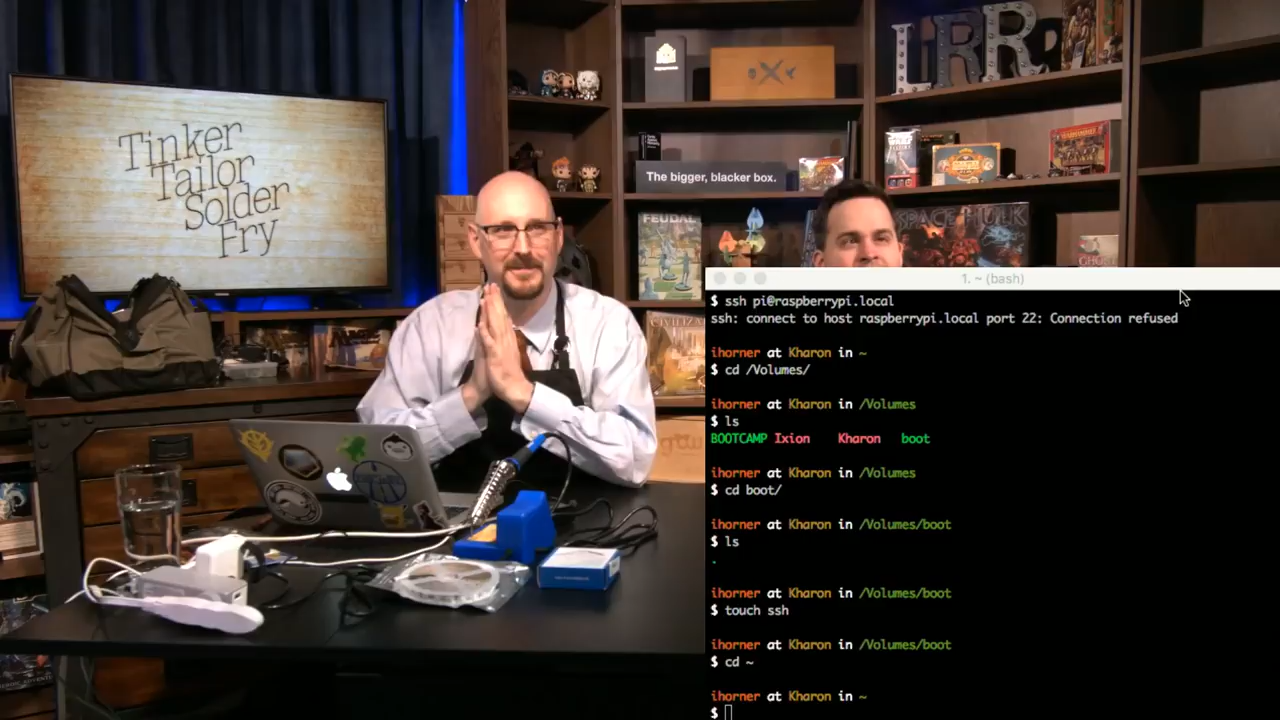 Tinker
Tailor
Solder
Fry
LRR
The bigger, blacker box.
FEUDAL
SPACE HULK
1. ~ (bash)
$ ssh pi@raspberrypi.local
ssh: connect to host raspberrypi.local port 22: Connection refused
ihorner at Kharon in ~
$ cd /Volumes/
ihorner at Kharon in /Volumes
$ ls
BOOTCAMP Ixion Kharon boot
ihorner at Kharon in /Volumes
$ cd boot/
ihorner at Kharon in /Volumes/boot
$ ls
.
ihorner at Kharon in /Volumes/boot
$ touch ssh
ihorner at Kharon in /Volumes/boot
$ cd ~
ihorner at Kharon in ~
$